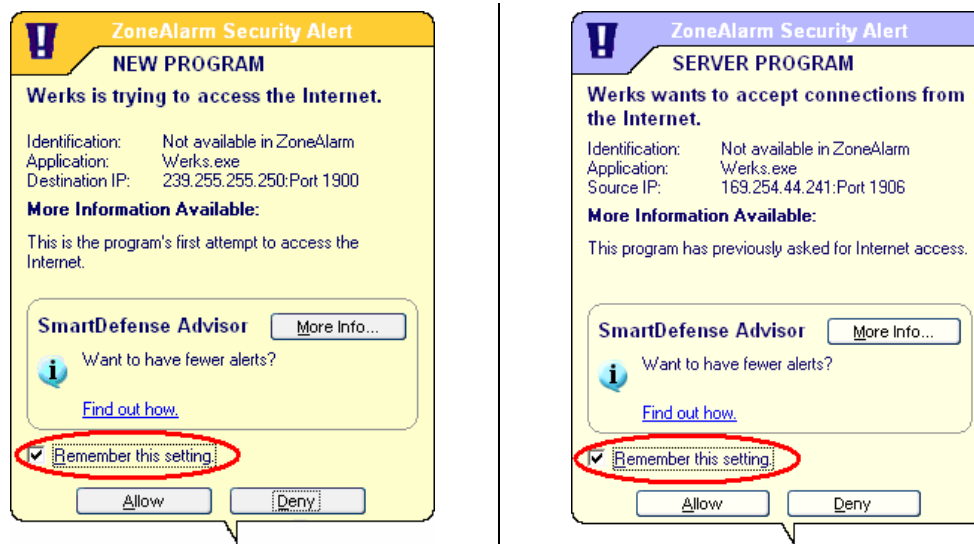 ZoneAlarm Security Alert
NEW PROGRAM
Werks is trying to access the Internet.
Identification: Not available in ZoneAlarm
Application: Werks.exe
Destination IP: 239.255.255.250:Port 1900
More Information Available:
This is the program's first attempt to access the
Internet.
SmartDefense Advisor More Info...
Want to have fewer alerts?
Find out how.
Remember this setting.
Allow Deny
ZoneAlarm Security Alert
SERVER PROGRAM
Werks wants to accept connections from
the Internet.
Identification: Not available in ZoneAlarm
Application: Werks.exe
Source IP: 169.254.44.241:Port 1906
More Information Available:
This program has previously asked for Internet access.
SmartDefense Advisor More Info...
Want to have fewer alerts?
Find out how.
Remember this setting.
Allow Deny